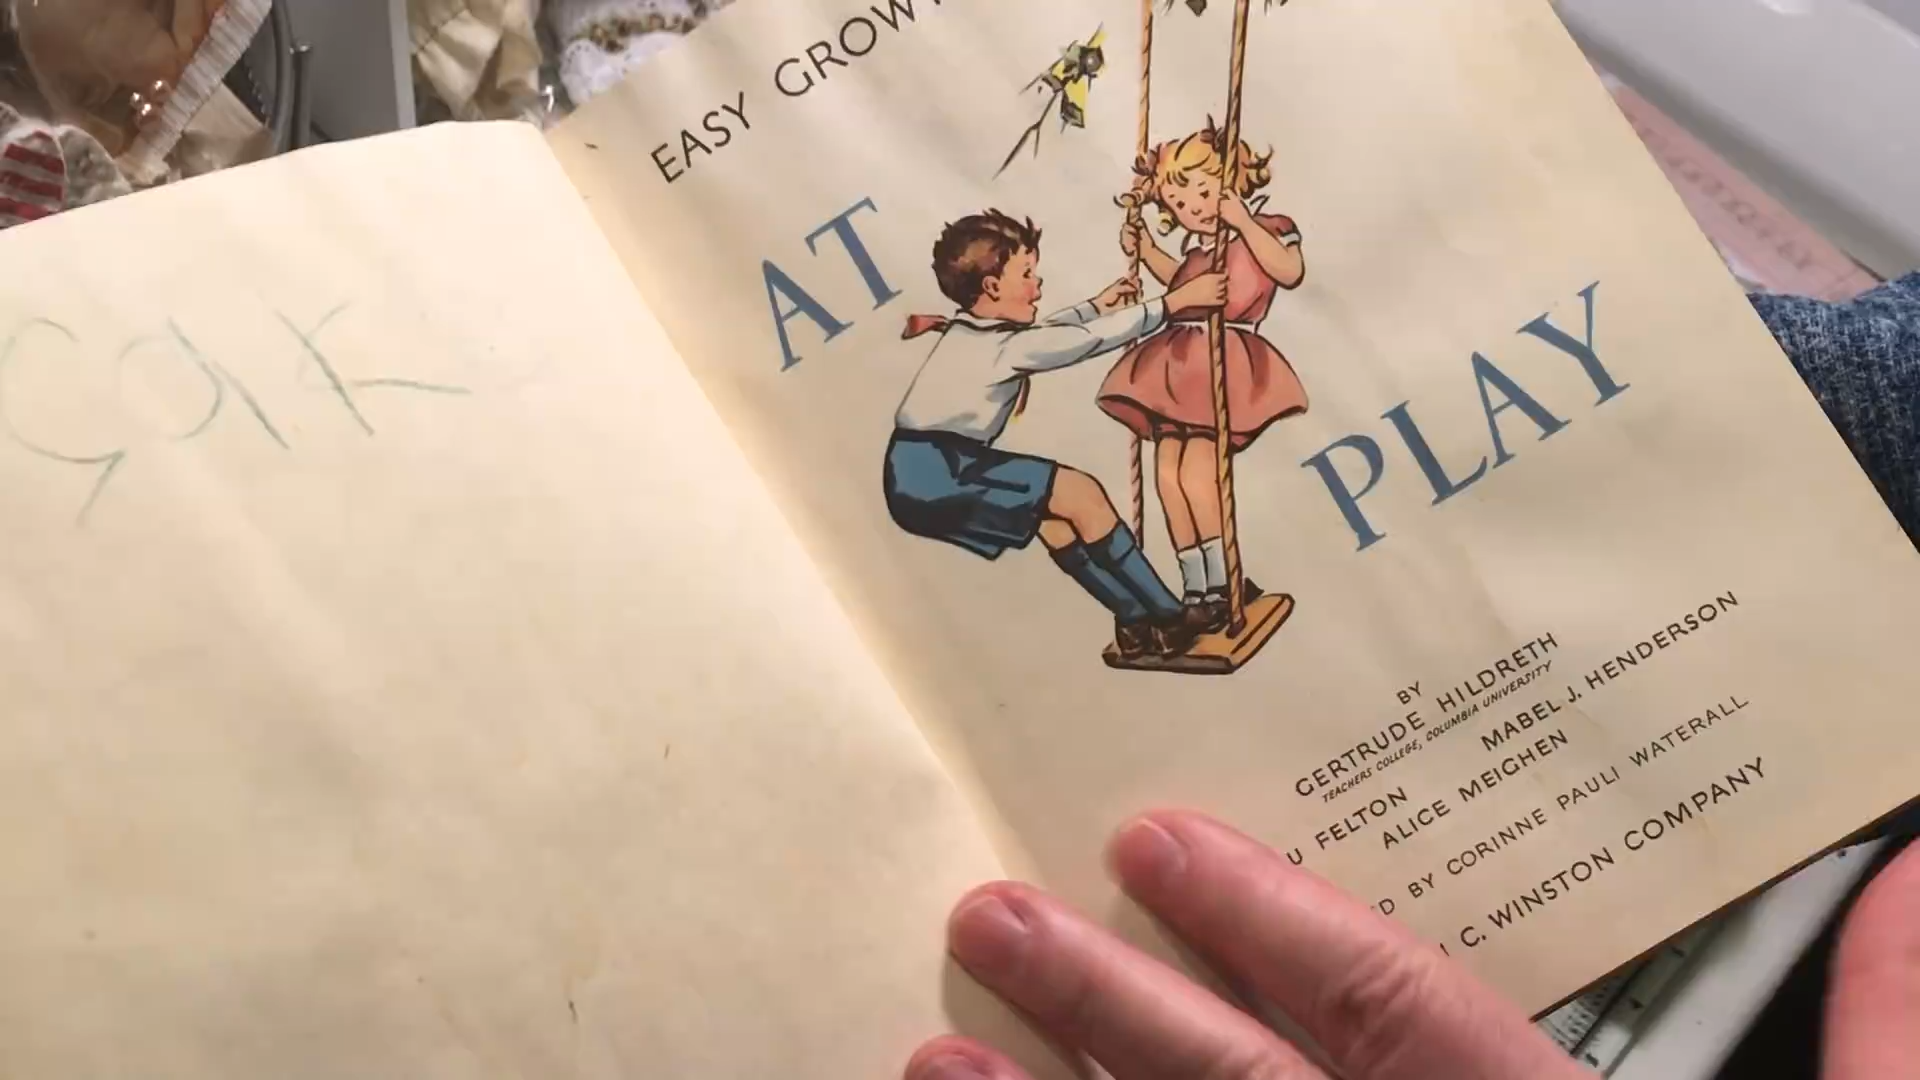 EASY GROW
AT
PLAY
BY
GERTRUDE HILDRETH
TEACHERS COLLEGE, COLUMBIA UNIVERSITY
U FELTON MABEL J. HENDERSON
ALICE MEIGHEN
ED BY CORINNE PAULI WATERALL
C. WINSTON COMPANY